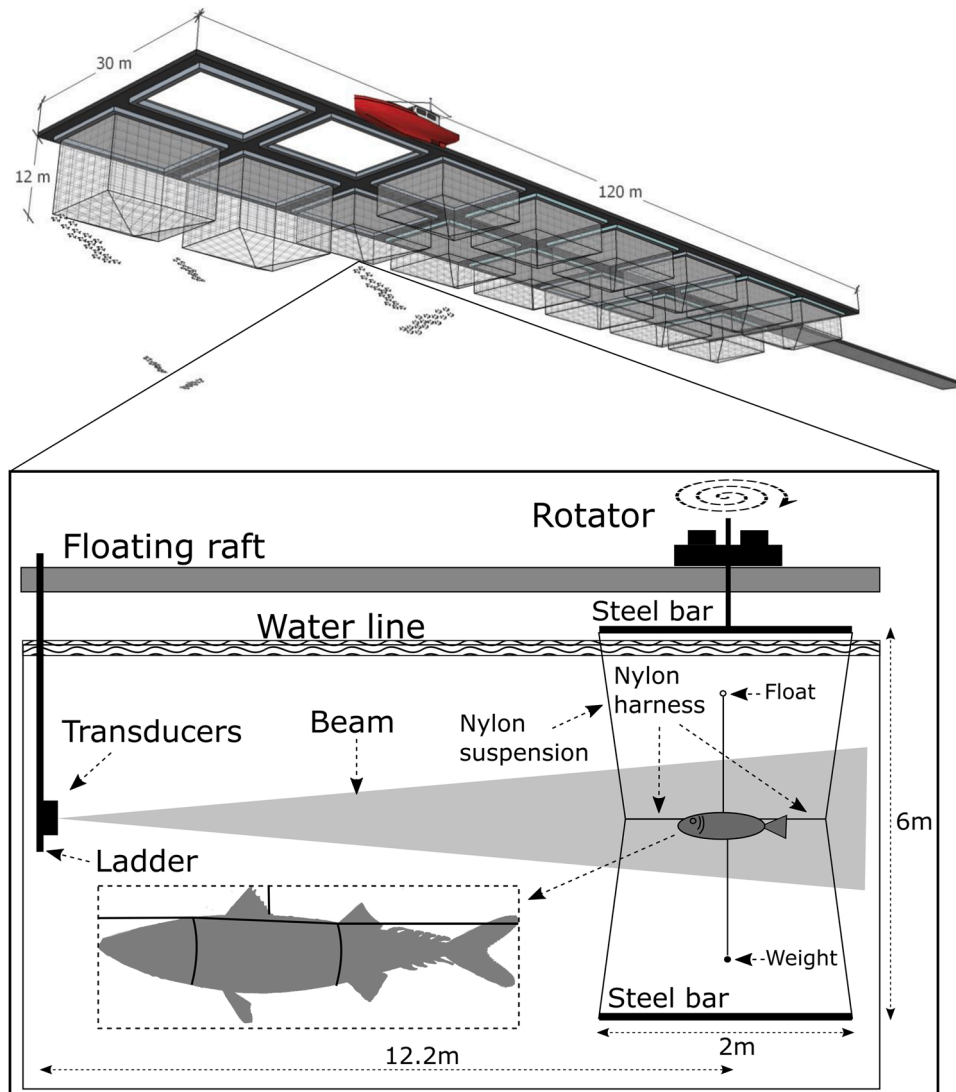 30 m
12 m
120 m
Rotator
Floating raft
Steel bar
Water line
Nylon
harness
Float
Transducers
Beam
Nylon
suspension
6m
Ladder
Weight
Steel bar
2m
12.2m